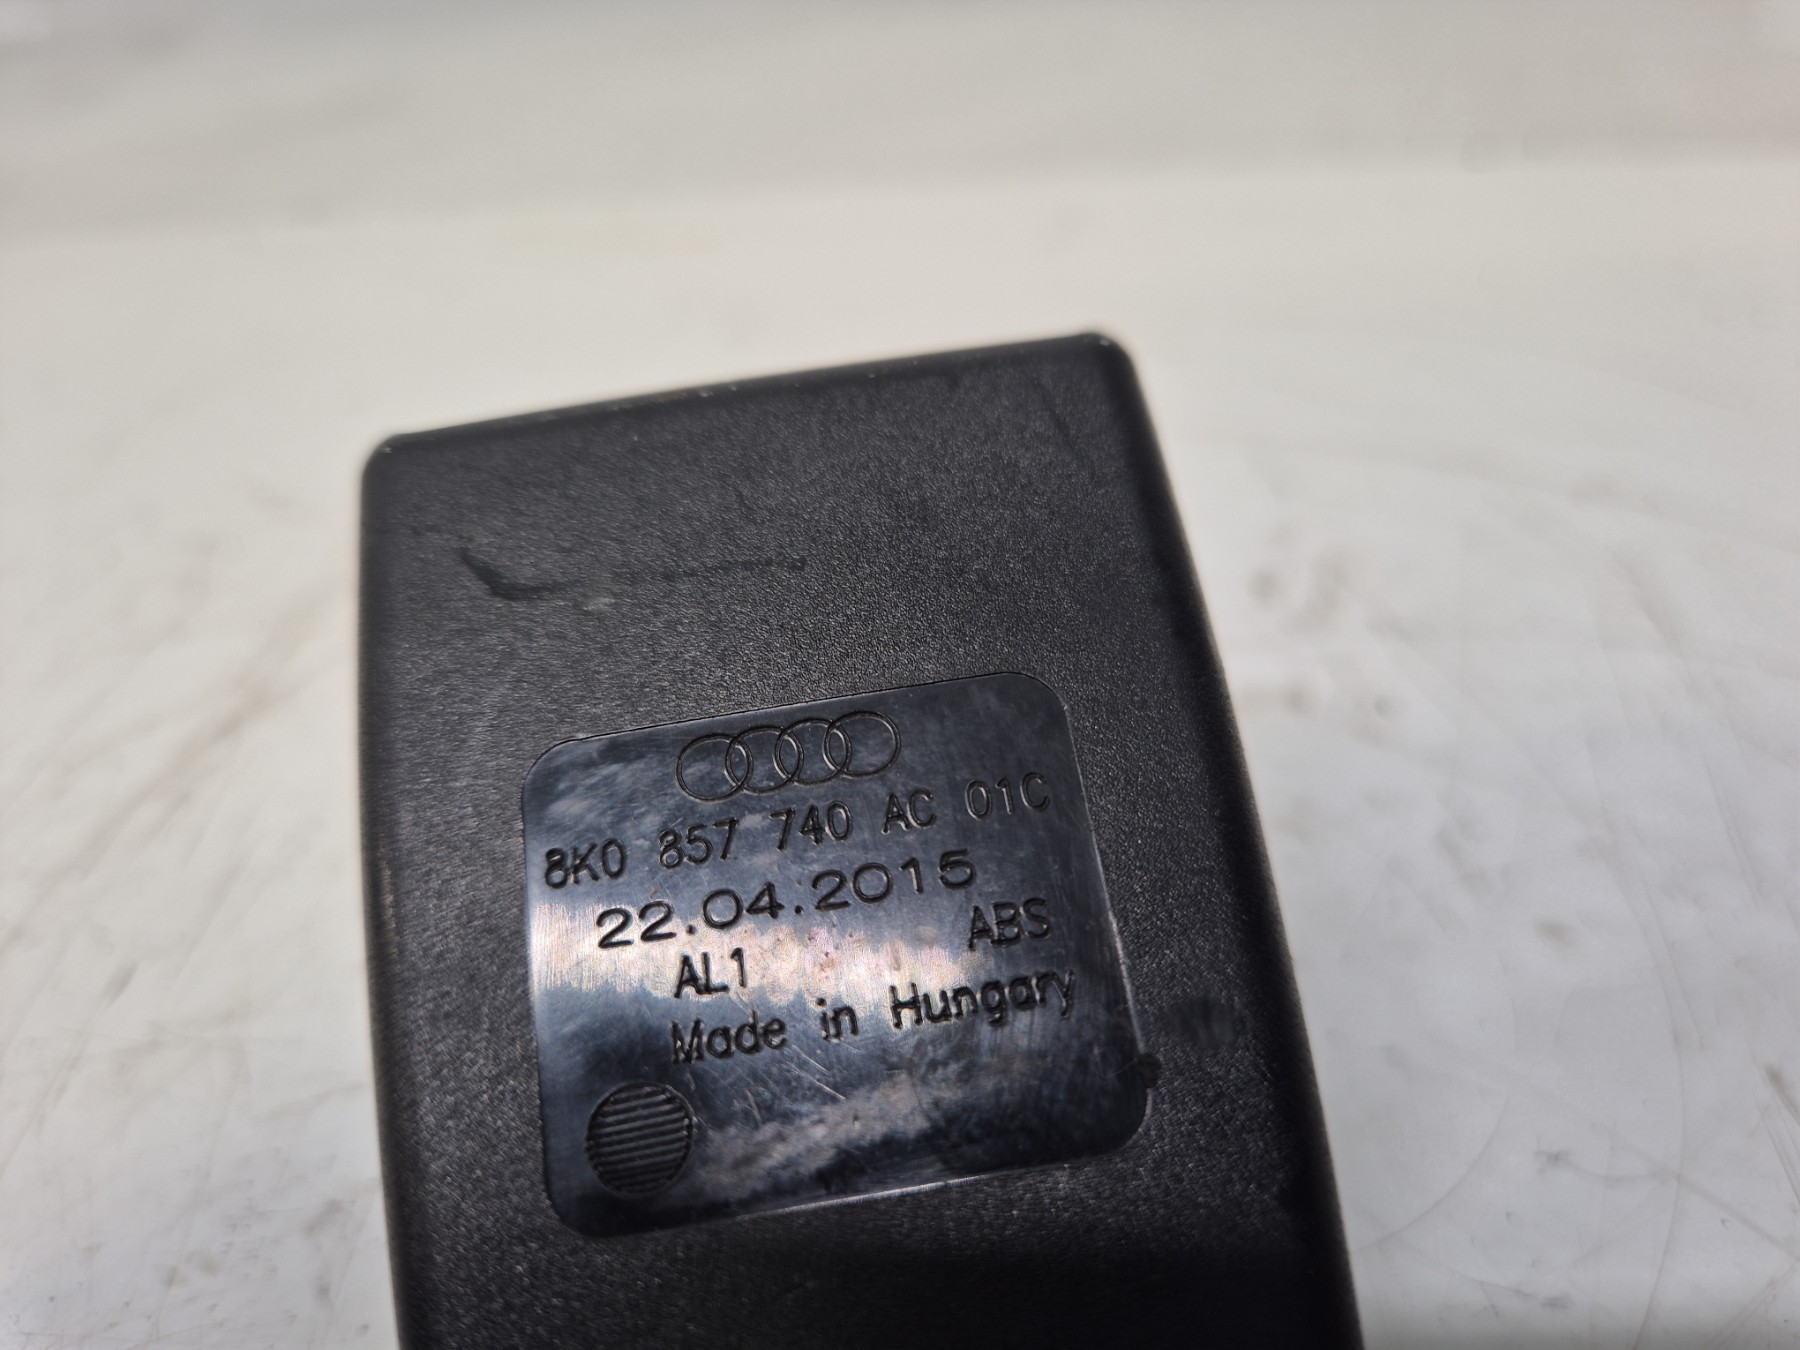 8K0 857 740 AC 01C
22.04.2015
AL1 ABS
Made in Hungary